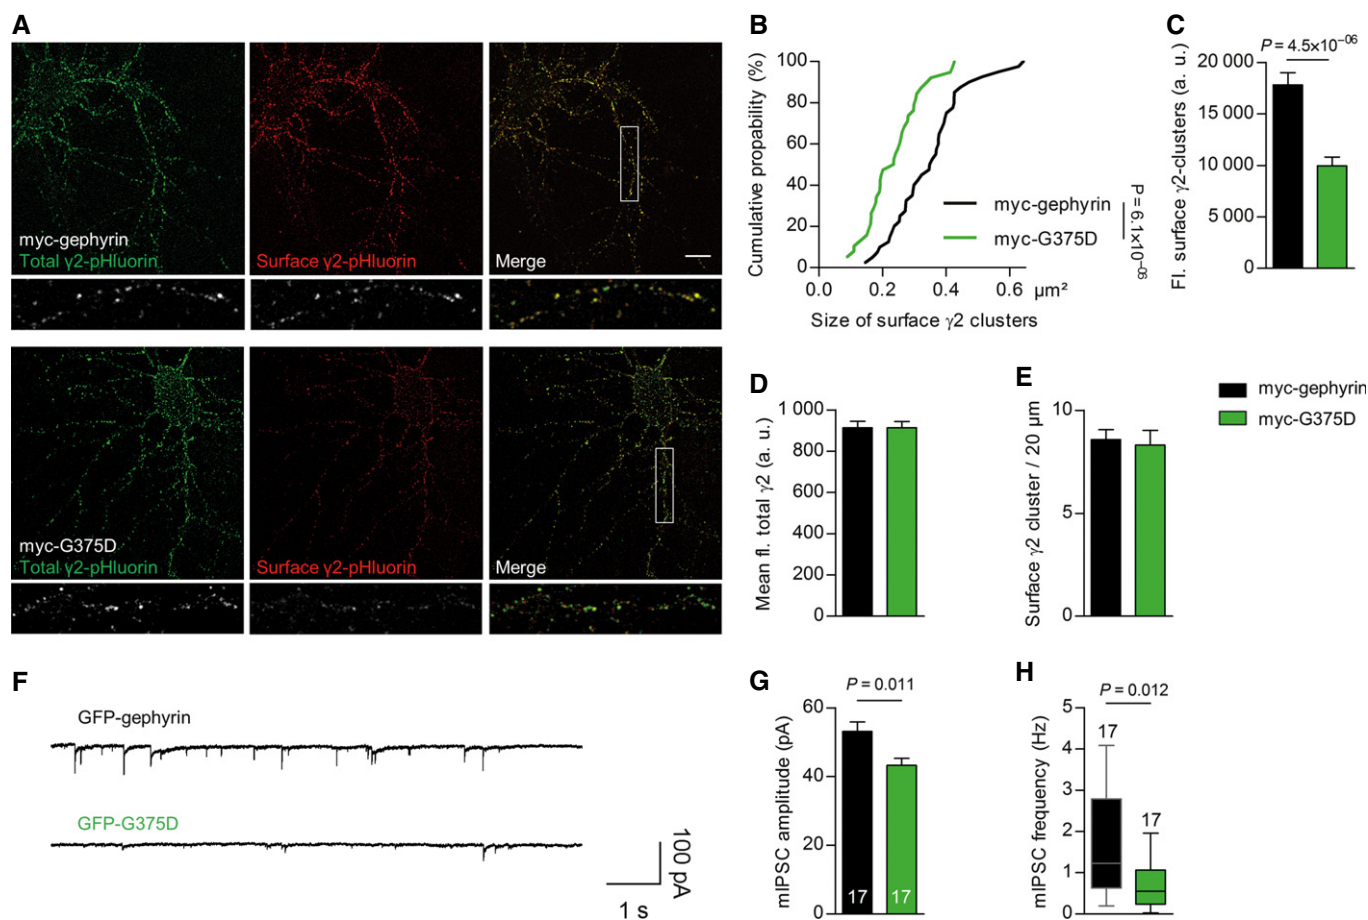 A
myc-gephyrin
Total γ2-pHluorin
Surface γ2-pHluorin
Merge
myc-G375D
Total γ2-pHluorin
Surface γ2-pHluorin
Merge
B
Cumulative propability (%)
100
80
60
40
20
0
0.0
0.2
0.4
0.6
μm²
Size of surface γ2 clusters
myc-gephyrin
myc-G375D
P = 6.1×10⁻⁰⁶
C
P = 4.5×10⁻⁰⁶
Fl. surface γ2-clusters (a. u.)
20 000
15 000
10 000
5 000
0
D
Mean fl. total γ2 (a. u.)
1 000
800
600
400
200
0
E
Surface γ2 cluster / 20 μm
10
5
0
myc-gephyrin
myc-G375D
F
GFP-gephyrin
GFP-G375D
100 pA
1 s
G
P = 0.011
mIPSC amplitude (pA)
60
40
20
0
17
17
H
P = 0.012
mIPSC frequency (Hz)
5
4
3
2
1
0
17
17